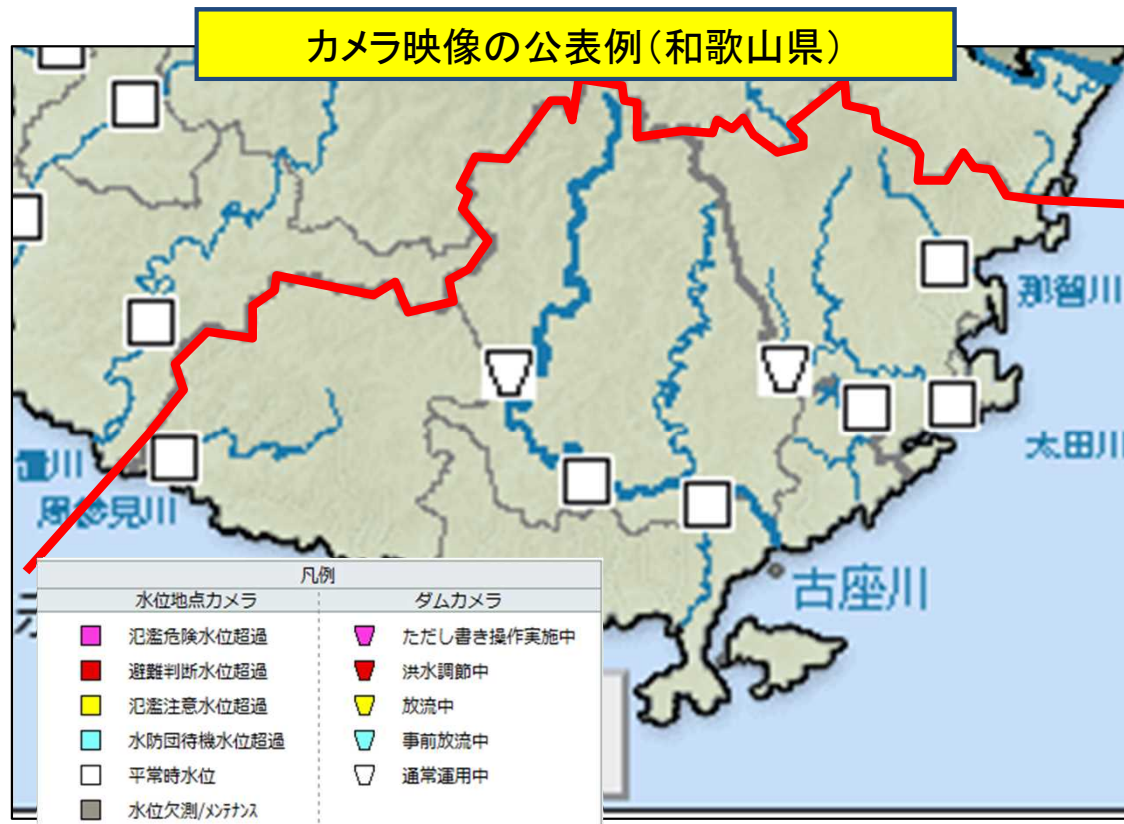 カメラ映像の公表例(和歌山県)
那智川
太田川
周参見川
古座川
凡例
水位地点カメラ ダムカメラ
氾濫危険水位超過 ただし書き操作実施中
避難判断水位超過 洪水調節中
氾濫注意水位超過 放流中
水防団待機水位超過 事前放流中
平常時水位 通常運用中
水位欠測/メンテナンス